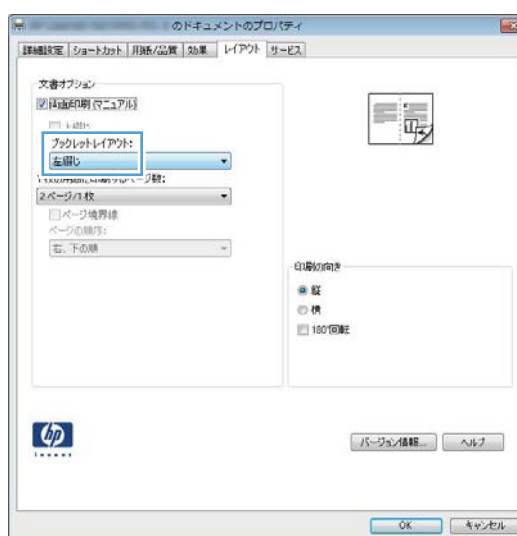 のドキュメントのプロパティ
詳細設定 ショートカット 用紙/品質 効果 レイアウト サービス
文書オプション
両面印刷(マニュアル)
ブックレットレイアウト:
左綴じ
2 ページ/1 枚
ページ境界線
ページの順序:
右、下の順
印刷の向き
縦
横
180°回転
hp
invent
バージョン情報... ヘルプ
OK キャンセル